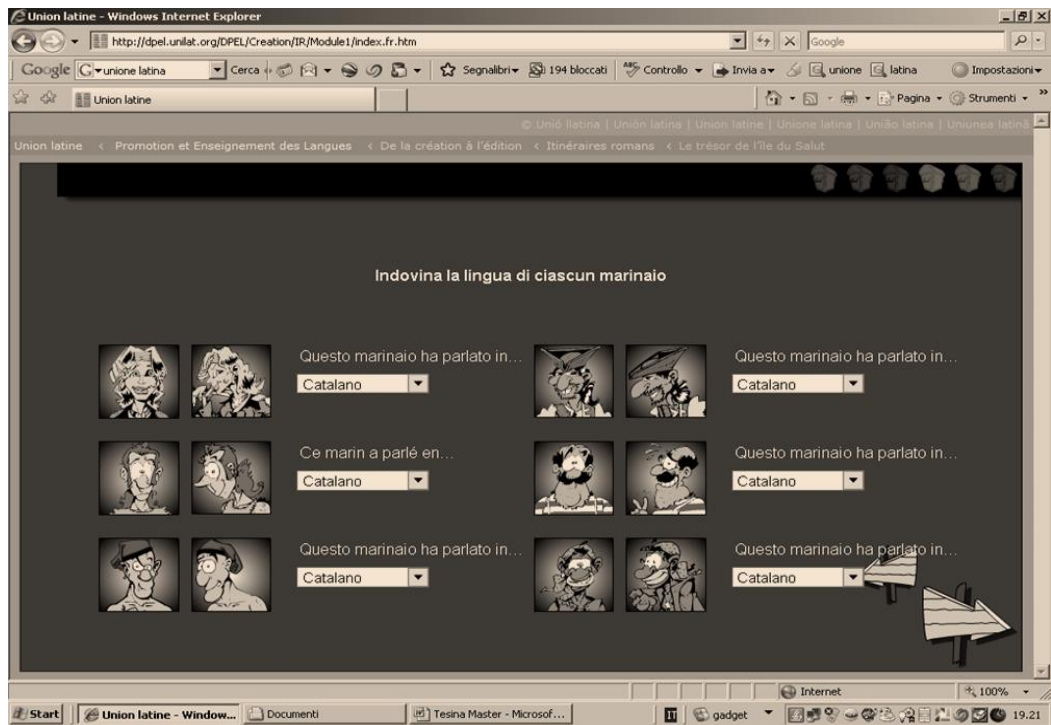 Union latine - Windows Internet Explorer
http://dpel.unilat.org/DPEL/Creation/IR/Module1/index.fr.htm
Google
Google
unione latina
Cerca
Segnalibri
194 bloccati
Controllo
Invia a
unione
latina
Impostazioni
Union latine
Pagina
Strumenti
© Unió llatina | Unión latina | Union latine | Unione latina | União latina | Uniunea latină
Union latine < Promotion et Enseignement des Langues < De la création à l'édition < Itinéraires romans < Le trésor de l'île du Salut
Indovina la lingua di ciascun marinaio
Questo marinaio ha parlato in...
Catalano
Questo marinaio ha parlato in...
Catalano
Ce marin a parlé en...
Catalano
Questo marinaio ha parlato in...
Catalano
Questo marinaio ha parlato in...
Catalano
Questo marinaio ha parlato in...
Catalano
Internet
100%
Start
Union latine - Window...
Documenti
Tesina Master - Microsof...
IT
gadget
19.21